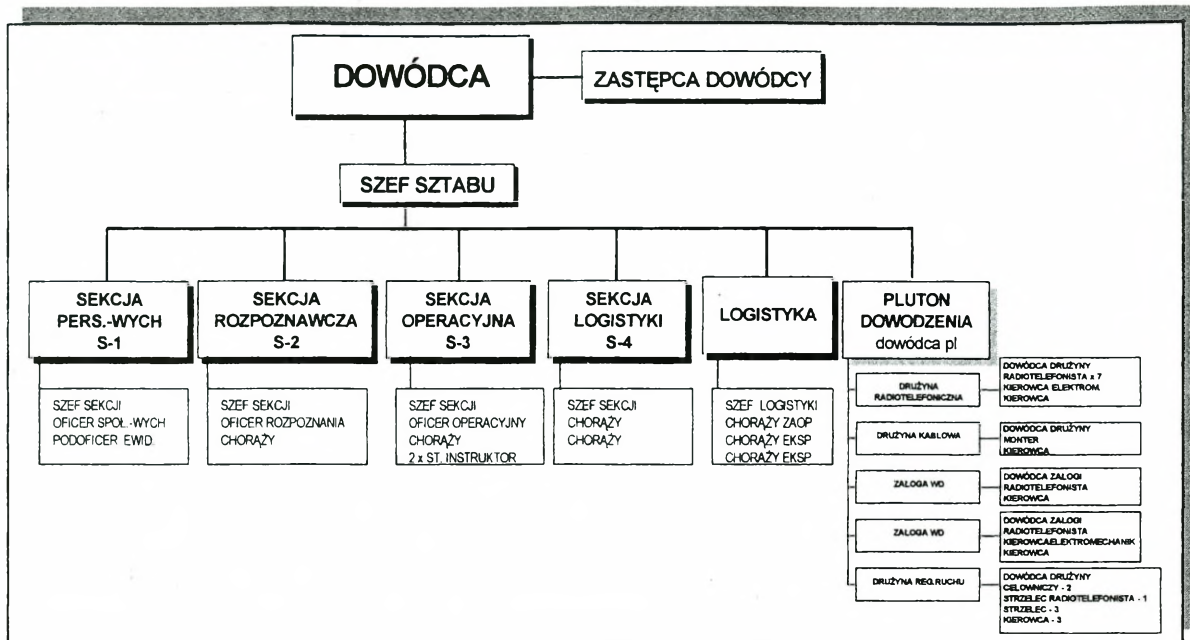 DOWÓDCA
ZASTĘPCA DOWÓDCY
SZEF SZTABU
SEKCJA
PERS.-WYCH
S-1
SEKCJA
ROZPOZNAWCZA
S-2
SEKCJA
OPERACYJNA
S-3
SEKCJA
LOGISTYKI
S-4
LOGISTYKA
PLUTON
DOWODZENIA
dowódca pl
SZEF SEKCJI
OFICER SPOŁ.-WYCH
PODOFICER EWID.
SZEF SEKCJI
OFICER ROZPOZNANIA
CHORĄŻY
SZEF SEKCJI
OFICER OPERACYJNY
CHORĄŻY
2 x ST. INSTRUKTOR
SZEF SEKCJI
CHORĄŻY
CHORĄŻY
SZEF LOGISTYKI
CHORĄŻY ZAOP
CHORĄŻY EKSP
CHORĄŻY EKSP
DRUŻYNA
RADIOTELEFONICZNA
DOWÓDCA DRUŻYNY
RADIOTELEFONISTA x 7
KIEROWCA ELEKTROM.
KIEROWCA
DRUŻYNA KABLOWA
DOWÓDCA DRUŻYNY
MONTER
KIEROWCA
ZAŁOGA WD
DOWÓDCA ZAŁOGI
RADIOTELEFONISTA
KIEROWCA
ZAŁOGA WD
DOWÓDCA ZAŁOGI
RADIOTELEFONISTA
KIEROWCA/ELEKTROMECHANIK
KIEROWCA
DRUŻYNA REG.RUCHU
DOWÓDCA DRUŻYNY
CELOWNICZY - 2
STRZELEC RADIOTELEFONISTA - 1
STRZELEC - 3
KIEROWCA - 3